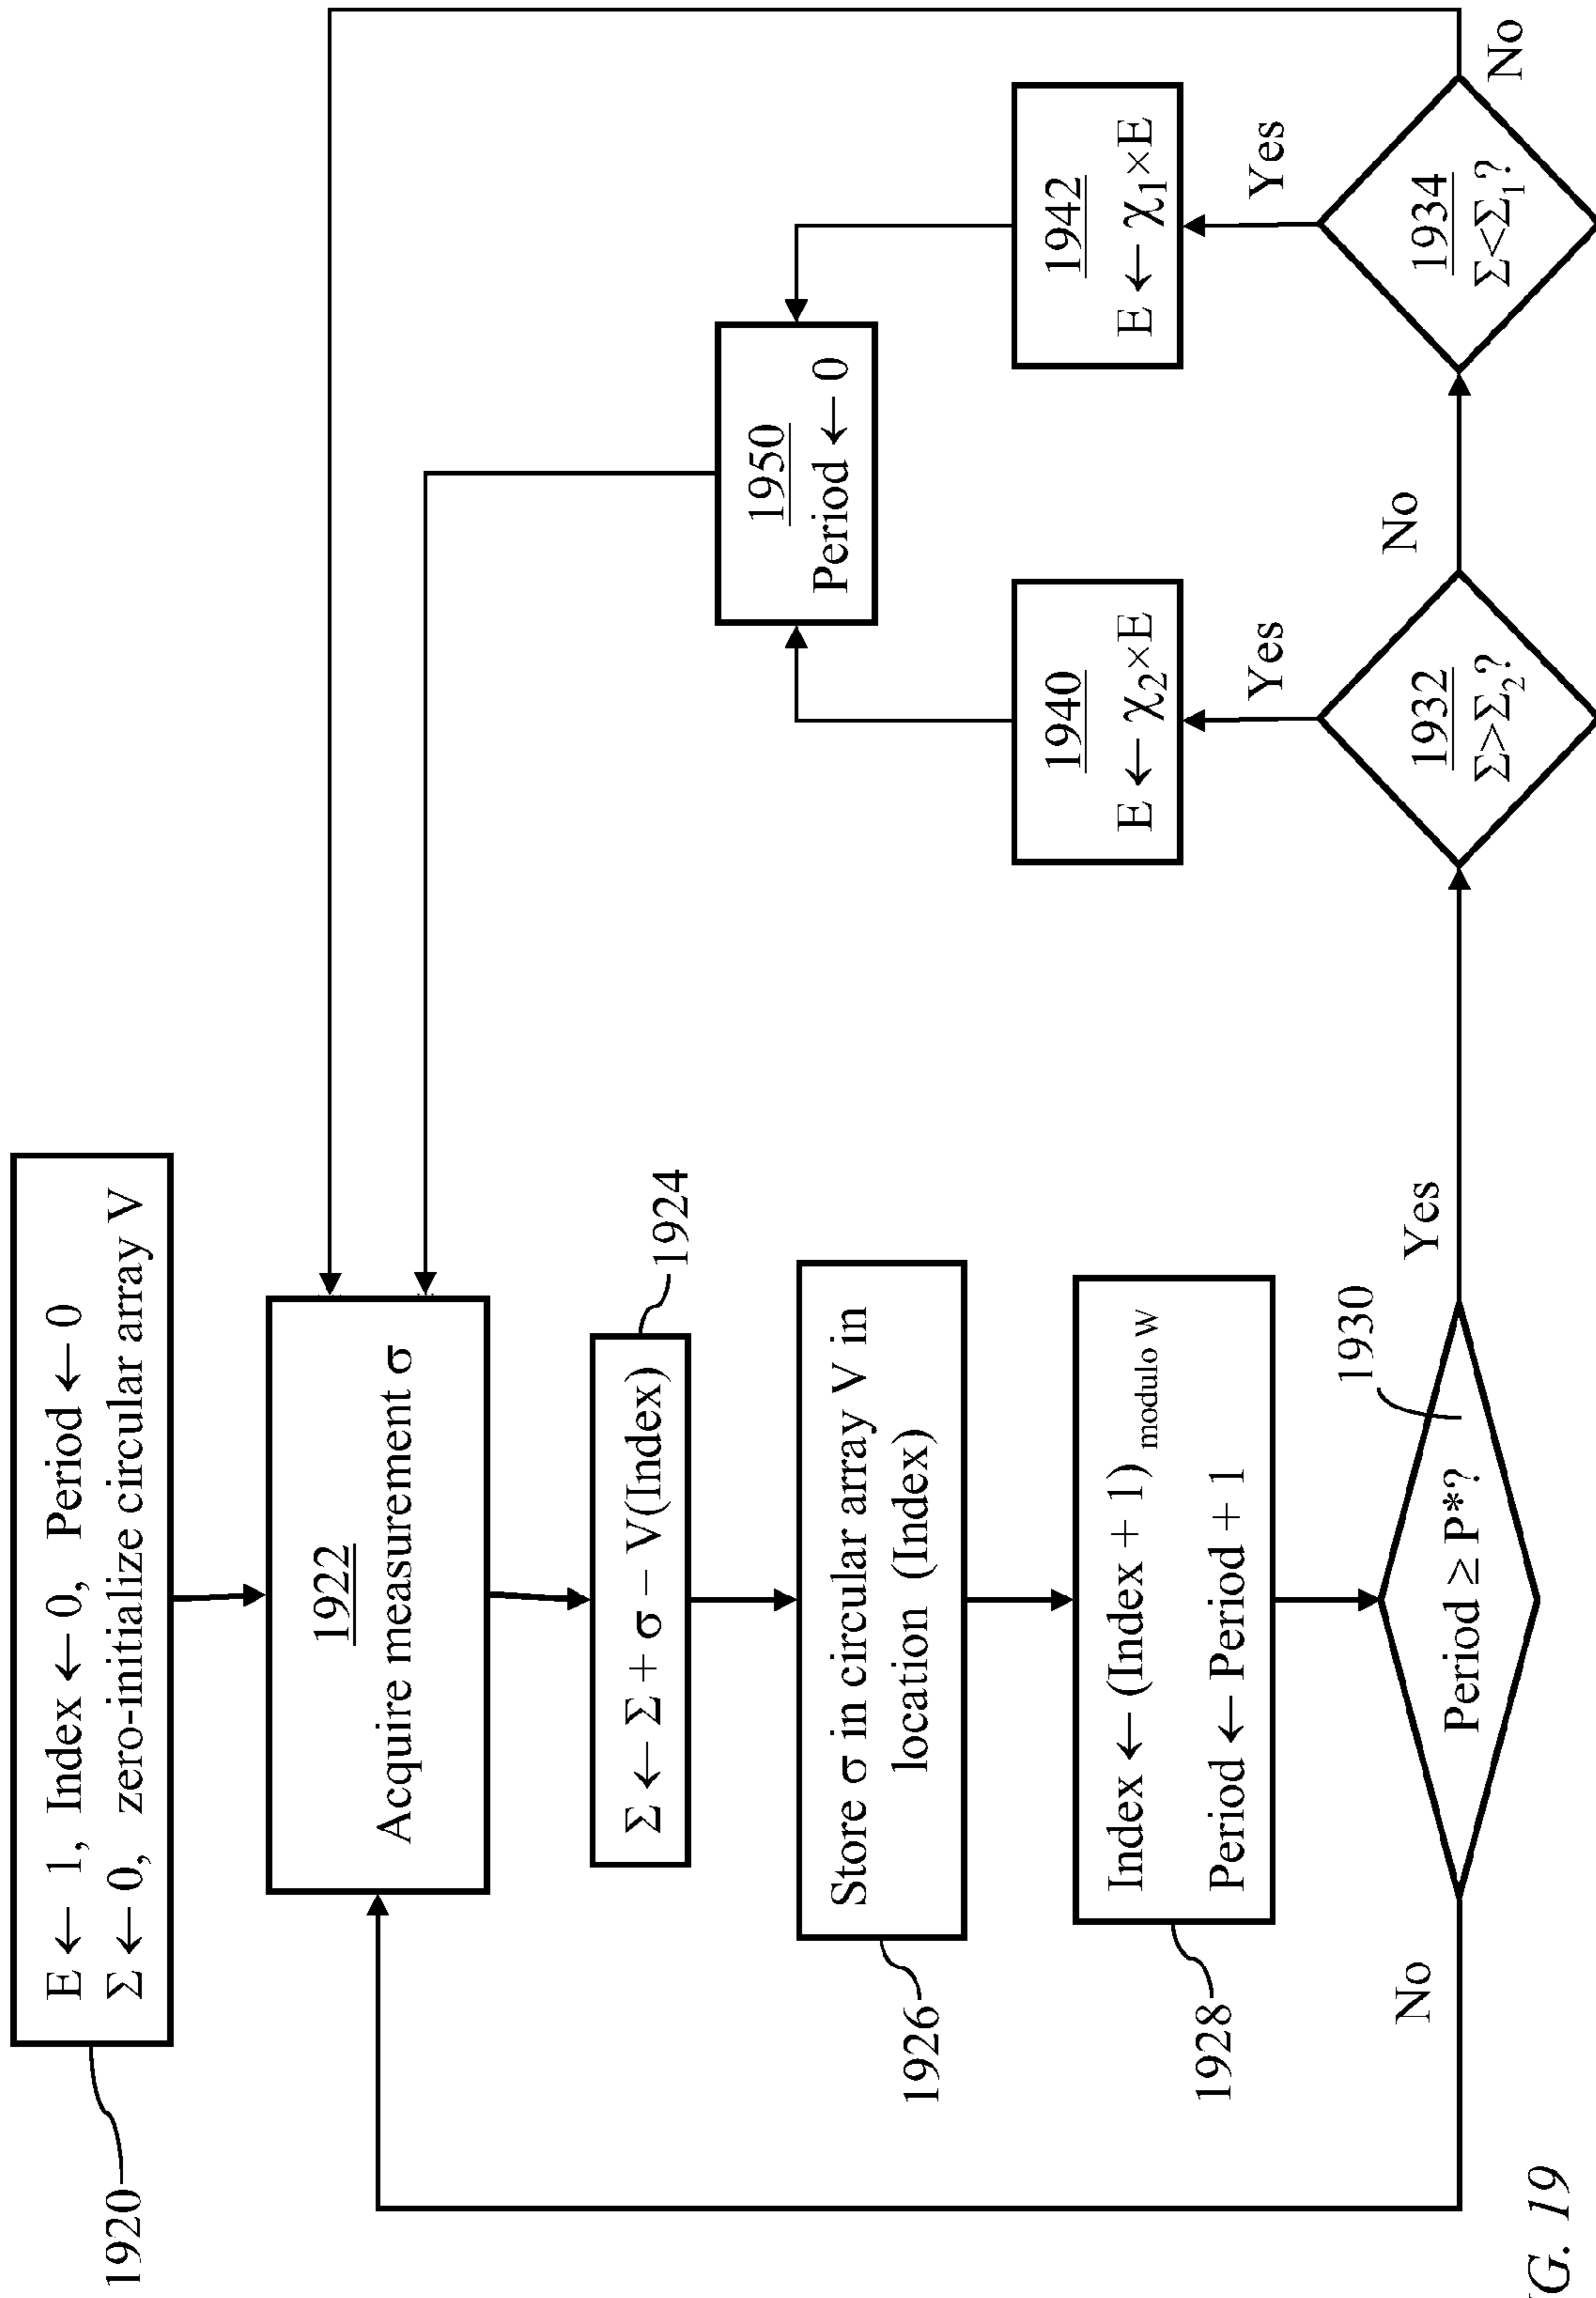 1920
E ← 1, Index ← 0, Period ← 0
Σ ← 0, zero-initialize circular array V
1922
Acquire measurement σ
1924
Σ ← Σ + σ − V(Index)
1926
Store σ in circular array V in
location (Index)
1928
Index ← (Index + 1) modulo W
Period ← Period + 1
1930
Period ≥ P*?
No
Yes
1932
Σ>Σ2?
Yes
No
1934
Σ<Σ1?
Yes
No
1940
E ← χ2×E
1942
E ← χ1×E
1950
Period ← 0
G. 19